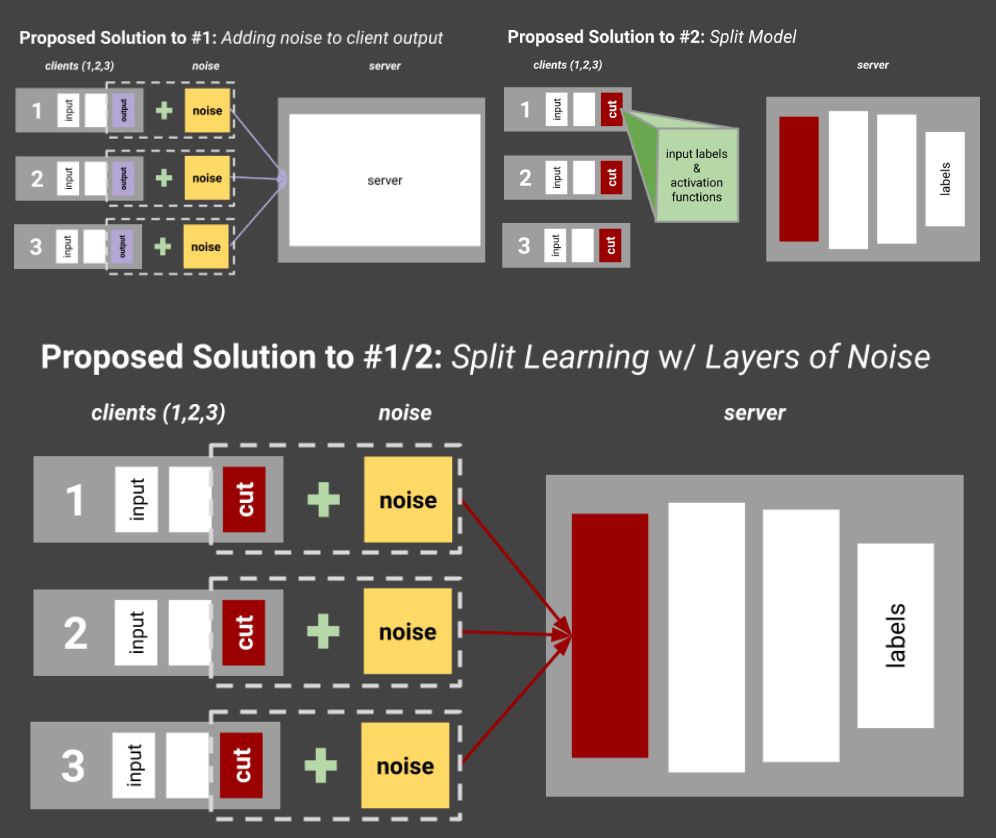 Proposed Solution to #1: Adding noise to client output
clients (1,2,3) noise server
1 input output + noise
2 input output + noise
3 input output + noise
server
Proposed Solution to #2: Split Model
clients (1,2,3) server
1 input cut
2 input cut
3 input cut
input labels
&
activation
functions
labels
Proposed Solution to #1/2: Split Learning w/ Layers of Noise
clients (1,2,3) noise server
1 input cut + noise
2 input cut + noise
3 input cut + noise
labels